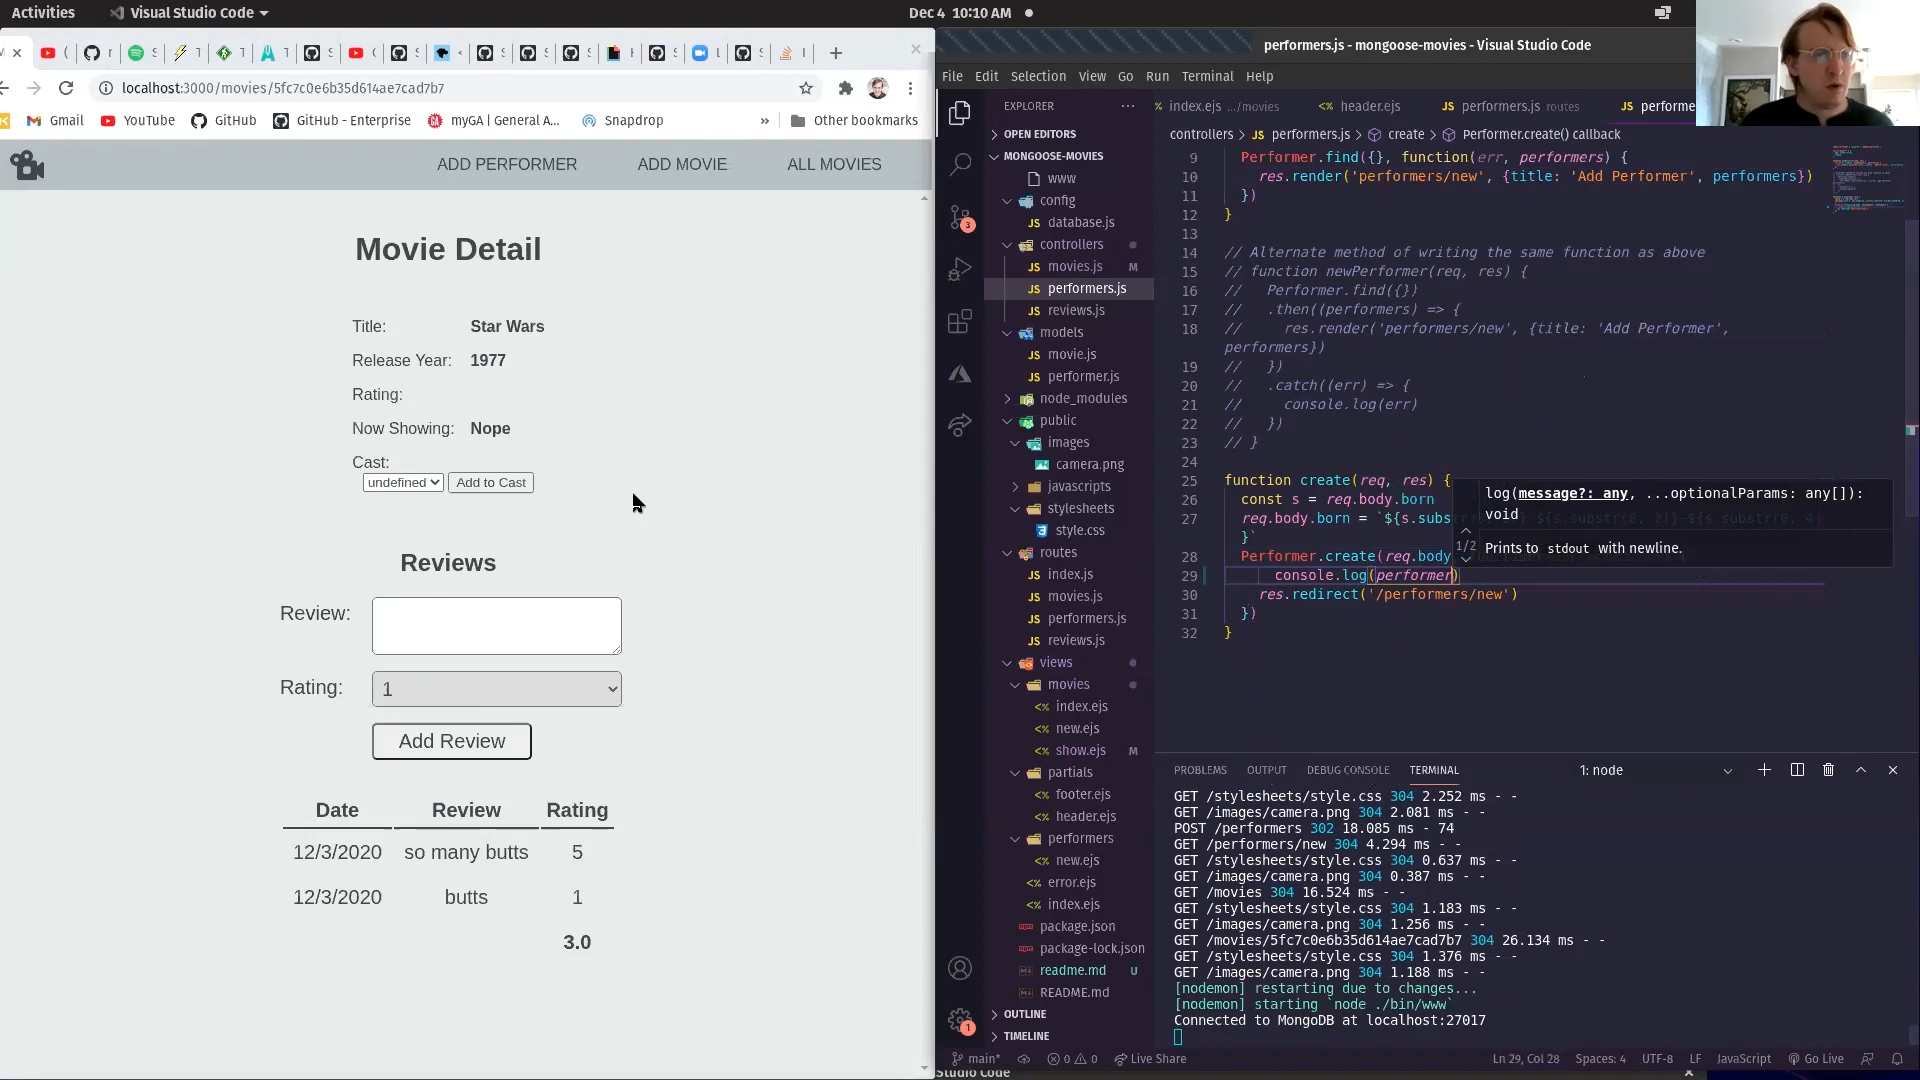 Activities
Visual Studio Code
Dec 4 10:10 AM
localhost:3000/movies/5fc7c0e6b35d614ae7cad7b7
Gmail
YouTube
GitHub
GitHub - Enterprise
myGA | General A...
Snapdrop
»
Other bookmarks
ADD PERFORMER
ADD MOVIE
ALL MOVIES
Movie Detail
Title: Star Wars
Release Year: 1977
Rating:
Now Showing: Nope
Cast:
undefined
Add to Cast
Reviews
Review:
Rating: 1
Add Review
Date Review Rating
12/3/2020 so many butts 5
12/3/2020 butts 1
3.0
performers.js - mongoose-movies - Visual Studio Code
File Edit Selection View Go Run Terminal Help
EXPLORER
OPEN EDITORS
MONGOOSE-MOVIES
www
config
database.js
controllers
movies.js M
performers.js
reviews.js
models
movie.js
performer.js
node_modules
public
images
camera.png
javascripts
stylesheets
style.css
routes
index.js
movies.js
performers.js
reviews.js
views
movies
index.ejs
new.ejs
show.ejs M
partials
footer.ejs
header.ejs
performers
new.ejs
error.ejs
index.ejs
package.json
package-lock.json
readme.md U
README.md
OUTLINE
TIMELINE
3
1
index.ejs .../movies
header.ejs
performers.js routes
JS performe
controllers > JS performers.js > create > Performer.create() callback
9 Performer.find({}, function(err, performers) {
10 res.render('performers/new', {title: 'Add Performer', performers})
11 })
12 }
13
14 // Alternate method of writing the same function as above
15 // function newPerformer(req, res) {
16 //   Performer.find({})
17 //   .then((performers) => {
18 //     res.render('performers/new', {title: 'Add Performer',
performers})
19 //   })
20 //   .catch((err) => {
21 //     console.log(err)
22 //   })
23 // }
24
25 function create(req, res) {
26 const s = req.body.born
27 req.body.born = `${s.subs
}`
28 Performer.create(req.body
29 console.log(performer)
30 res.redirect('/performers/new')
31 })
32 }
log(message?: any, ...optionalParams: any[]):
void
1/2
Prints to stdout with newline.
PROBLEMS OUTPUT DEBUG CONSOLE TERMINAL
1: node
GET /stylesheets/style.css 304 2.252 ms - -
GET /images/camera.png 304 2.081 ms - -
POST /performers 302 18.085 ms - 74
GET /performers/new 304 4.294 ms - -
GET /stylesheets/style.css 304 0.637 ms - -
GET /images/camera.png 304 0.387 ms - -
GET /movies 304 16.524 ms - -
GET /stylesheets/style.css 304 1.183 ms - -
GET /images/camera.png 304 1.256 ms - -
GET /movies/5fc7c0e6b35d614ae7cad7b7 304 26.134 ms - -
GET /stylesheets/style.css 304 1.376 ms - -
GET /images/camera.png 304 1.188 ms - -
[nodemon] restarting due to changes...
[nodemon] starting `node ./bin/www`
Connected to MongoDB at localhost:27017
main*
0 0
Live Share
Ln 29, Col 28
Spaces: 4
UTF-8
LF
JavaScript
Go Live
Studio Code